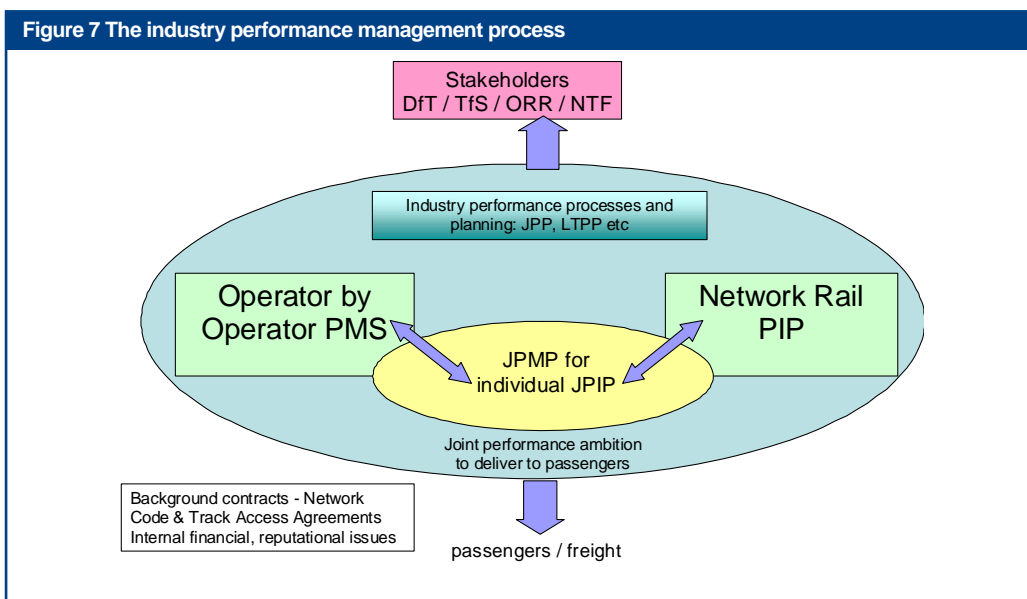 Figure 7 The industry performance management process
Stakeholders
DfT / TfS / ORR / NTF
Industry performance processes and
planning: JPP, LTPP etc
Operator by
Operator PMS
Network Rail
PIP
JPMP for
individual JPIP
Joint performance ambition
to deliver to passengers
Background contracts - Network
Code & Track Access Agreements
Internal financial, reputational issues
passengers / freight